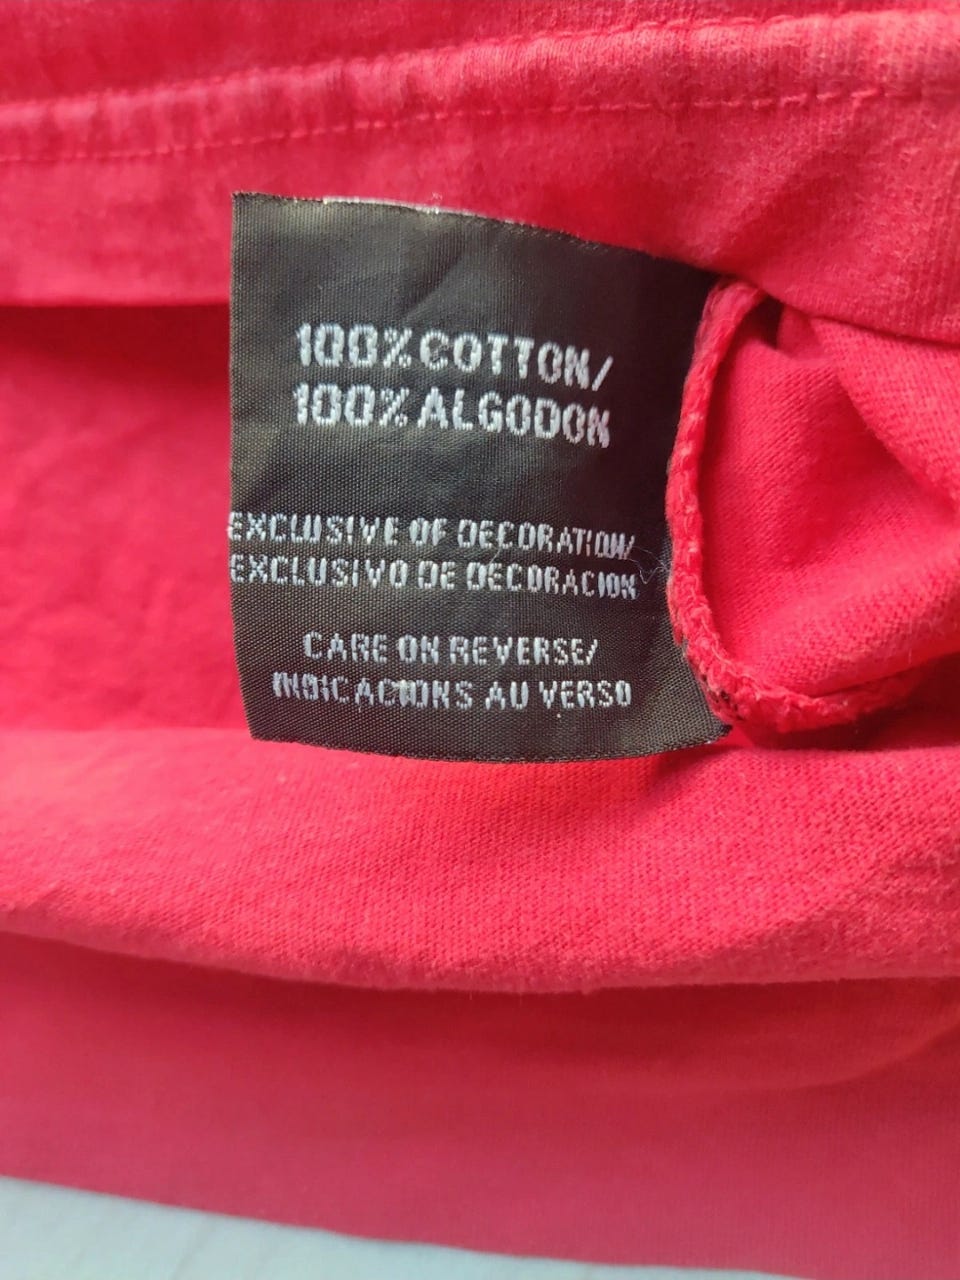 100% COTTON/
100% ALGODON
EXCLUSIVE OF DECORATION/
EXCLUSIVO DE DECORACION
CARE ON REVERSE/
INDICACIONS AU VERSO